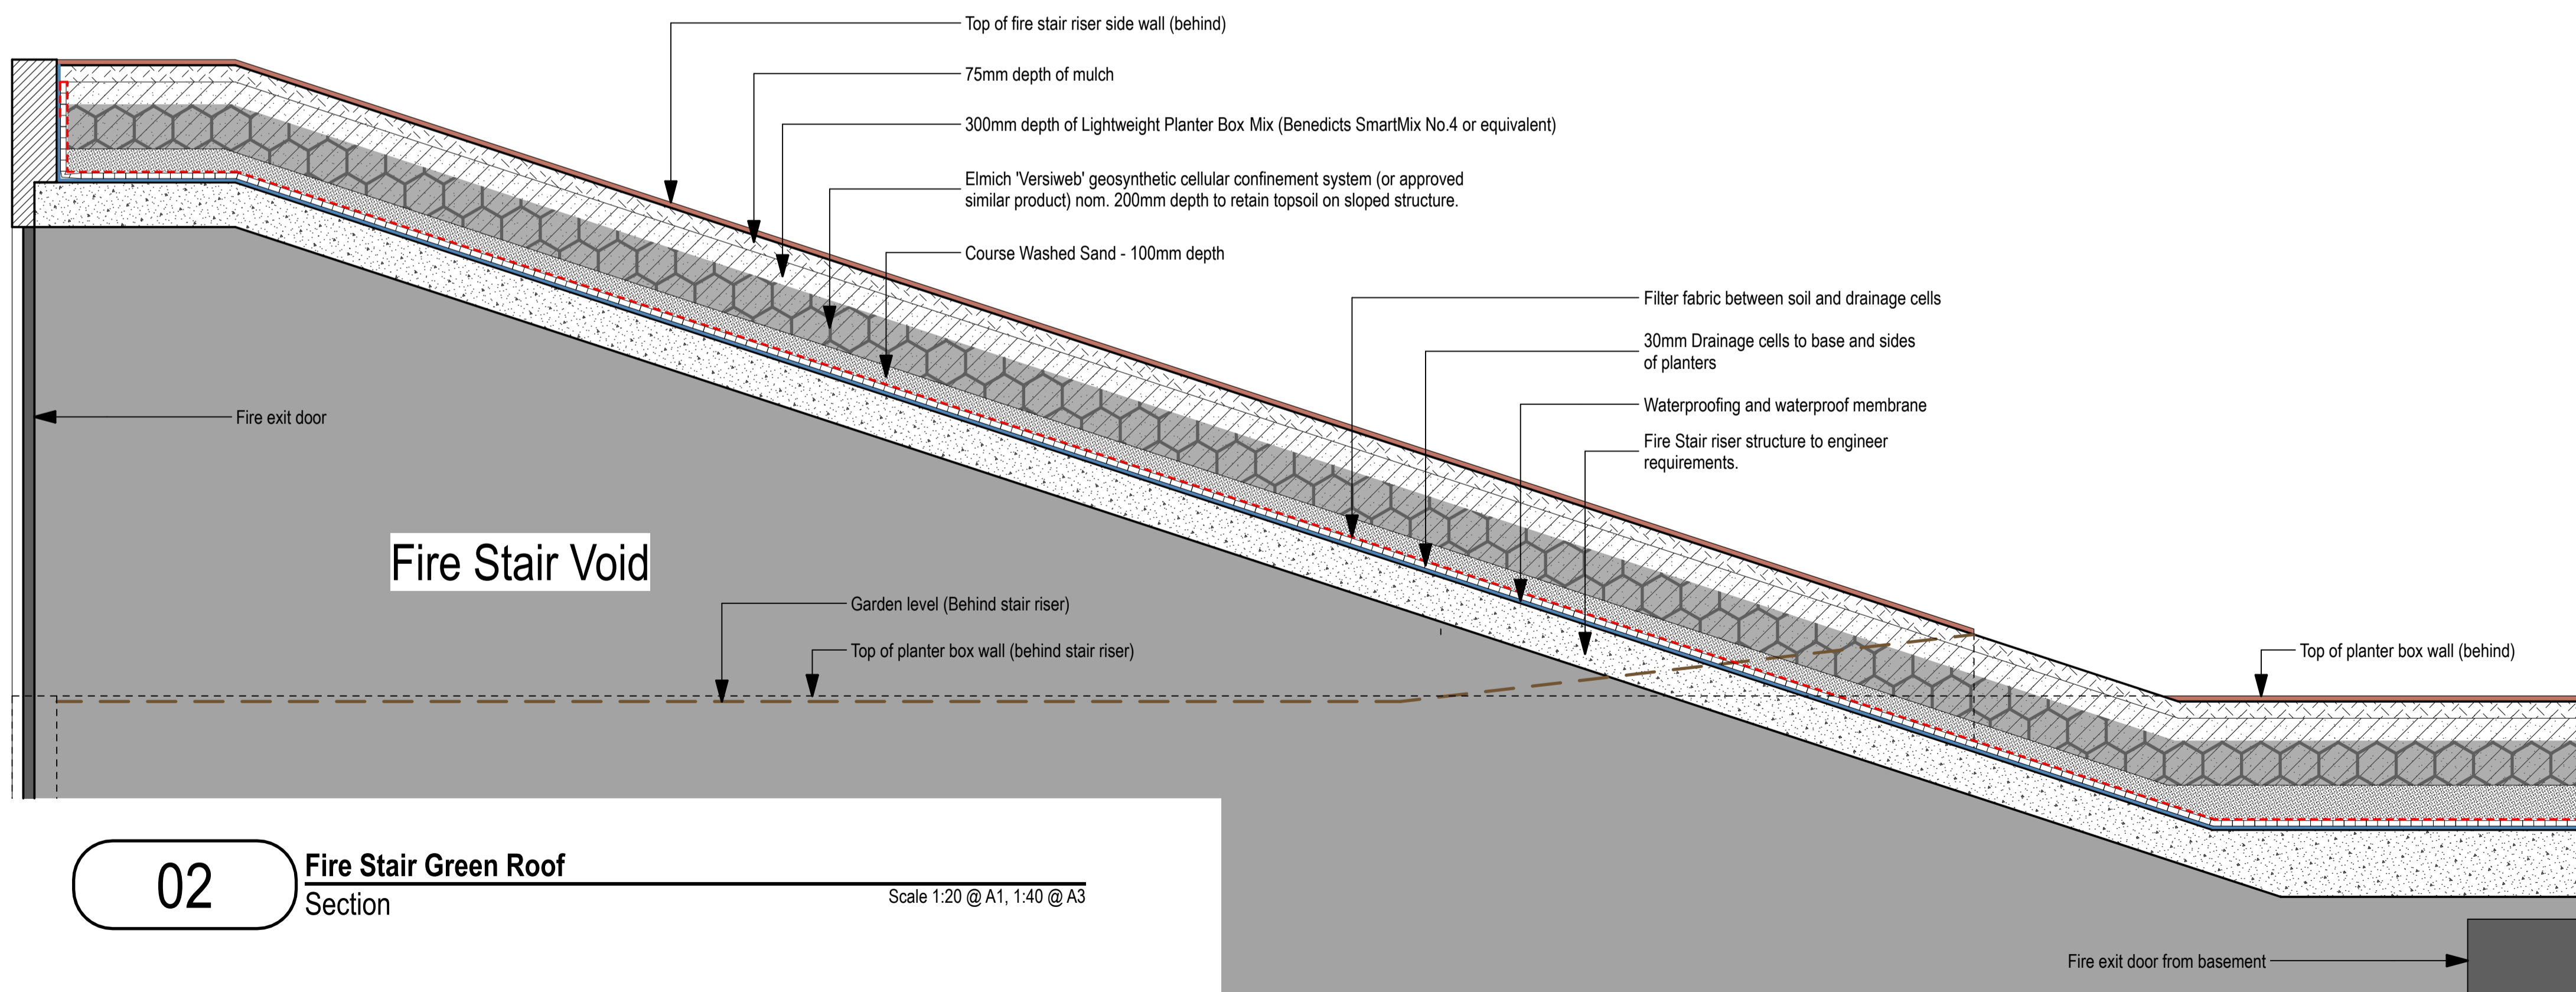 Top of fire stair riser side wall (behind)
75mm depth of mulch
300mm depth of Lightweight Planter Box Mix (Benedicts SmartMix No.4 or equivalent)
Elmich 'Versiweb' geosynthetic cellular confinement system (or approved
similar product) nom. 200mm depth to retain topsoil on sloped structure.
Course Washed Sand - 100mm depth
Filter fabric between soil and drainage cells
30mm Drainage cells to base and sides
of planters
Waterproofing and waterproof membrane
Fire Stair riser structure to engineer
requirements.
Fire exit door
Fire Stair Void
Garden level (Behind stair riser)
Top of planter box wall (behind stair riser)
Top of planter box wall (behind)
02
Fire Stair Green Roof
Section
Scale 1:20 @ A1, 1:40 @ A3
Fire exit door from basement